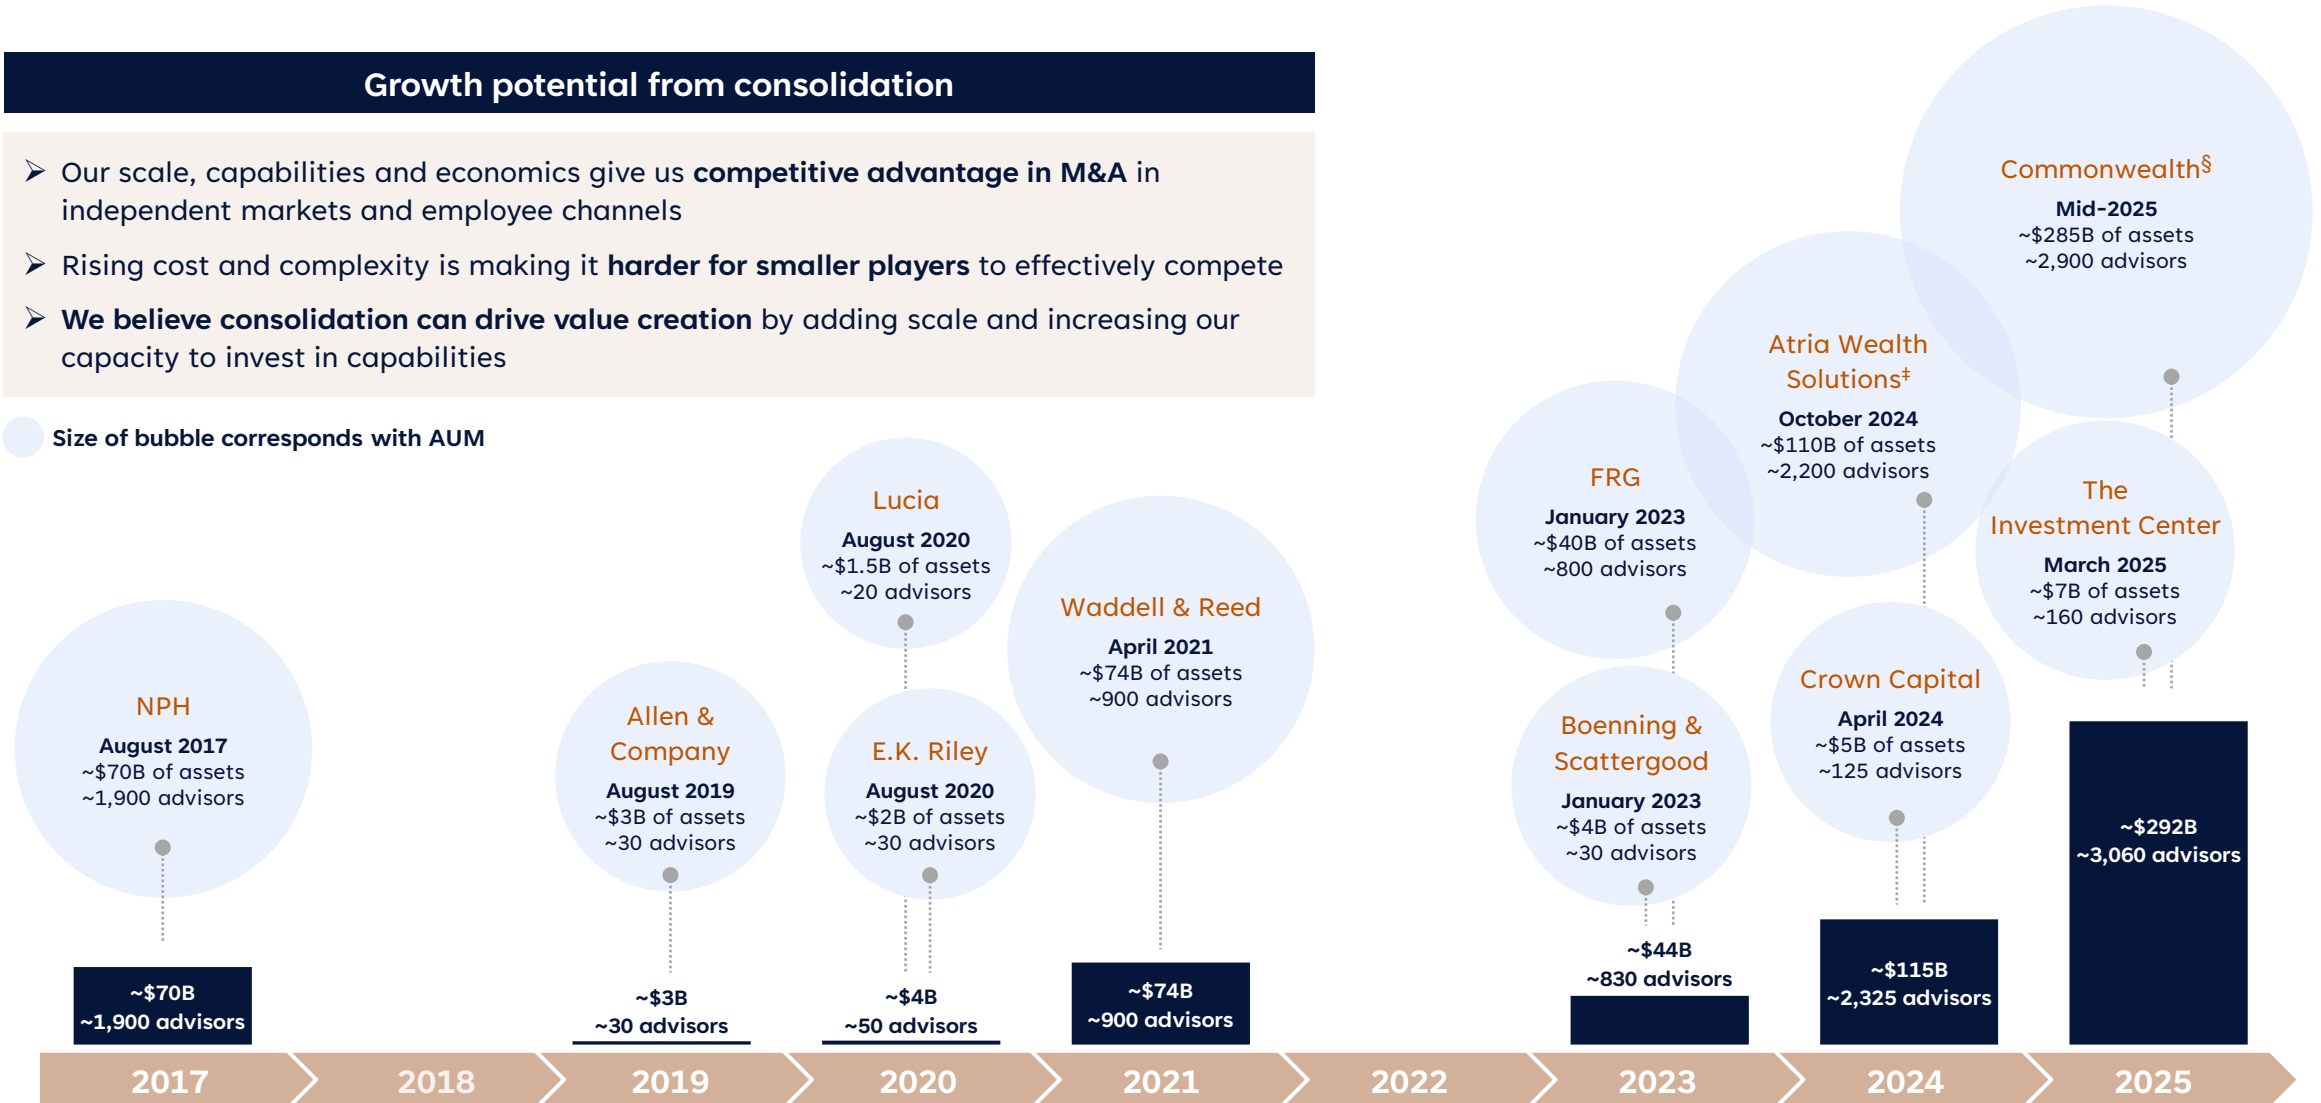 Growth potential from consolidation
➢ Our scale, capabilities and economics give us competitive advantage in M&A in
independent markets and employee channels
➢ Rising cost and complexity is making it harder for smaller players to effectively compete
➢ We believe consolidation can drive value creation by adding scale and increasing our
capacity to invest in capabilities
Size of bubble corresponds with AUM
NPH
August 2017
~$70B of assets
~1,900 advisors
Allen &
Company
August 2019
~$3B of assets
~30 advisors
Lucia
August 2020
~$1.5B of assets
~20 advisors
E.K. Riley
August 2020
~$2B of assets
~30 advisors
Waddell & Reed
April 2021
~$74B of assets
~900 advisors
FRG
January 2023
~$40B of assets
~800 advisors
Boenning &
Scattergood
January 2023
~$4B of assets
~30 advisors
Atria Wealth
Solutions‡
October 2024
~$110B of assets
~2,200 advisors
Crown Capital
April 2024
~$5B of assets
~125 advisors
Commonwealth§
Mid-2025
~$285B of assets
~2,900 advisors
The
Investment Center
March 2025
~$7B of assets
~160 advisors
~$70B
~1,900 advisors
~$3B
~30 advisors
~$4B
~50 advisors
~$74B
~900 advisors
~$44B
~830 advisors
~$115B
~2,325 advisors
~$292B
~3,060 advisors
2017
2018
2019
2020
2021
2022
2023
2024
2025